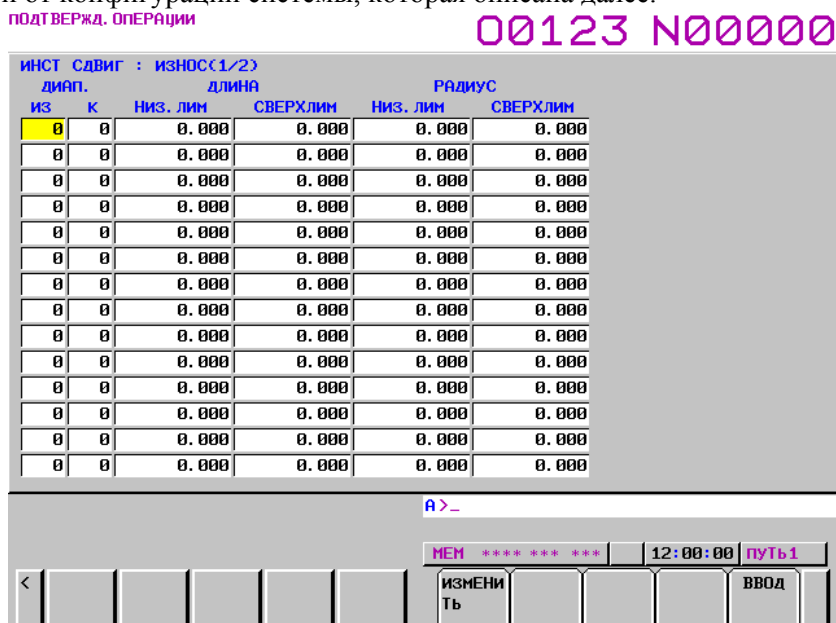 от конфигурации системы, которая описана далее.
ПОДТВЕРЖД. ОПЕРАЦИИ O0123 N00000
ИНСТ СДВИГ : ИЗНОС(1/2)
ДИАП. ДЛИНА РАДИУС
ИЗ К НИЗ. ЛИМ СВЕРХЛИМ НИЗ. ЛИМ СВЕРХЛИМ
0 0 0.000 0.000 0.000 0.000
0 0 0.000 0.000 0.000 0.000
0 0 0.000 0.000 0.000 0.000
0 0 0.000 0.000 0.000 0.000
0 0 0.000 0.000 0.000 0.000
0 0 0.000 0.000 0.000 0.000
0 0 0.000 0.000 0.000 0.000
0 0 0.000 0.000 0.000 0.000
0 0 0.000 0.000 0.000 0.000
0 0 0.000 0.000 0.000 0.000
0 0 0.000 0.000 0.000 0.000
0 0 0.000 0.000 0.000 0.000
0 0 0.000 0.000 0.000 0.000
0 0 0.000 0.000 0.000 0.000
A>_
MEM **** *** *** 12:00:00 ПУТЬ1
< ИЗМЕНИ ВВОД
ТЬ